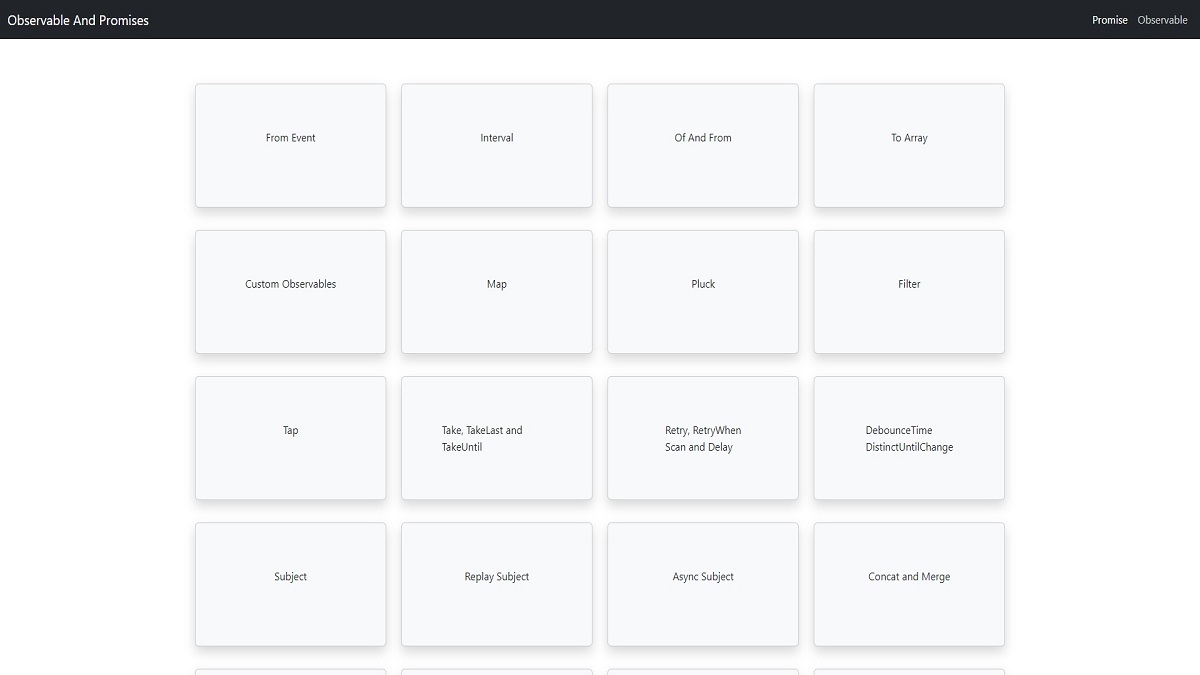 Observable And Promises
Promise
Observable
From Event
Interval
Of And From
To Array
Custom Observables
Map
Pluck
Filter
Tap
Take, TakeLast and
TakeUntil
Retry, RetryWhen
Scan and Delay
DebounceTime
DistinctUntilChange
Subject
Replay Subject
Async Subject
Concat and Merge